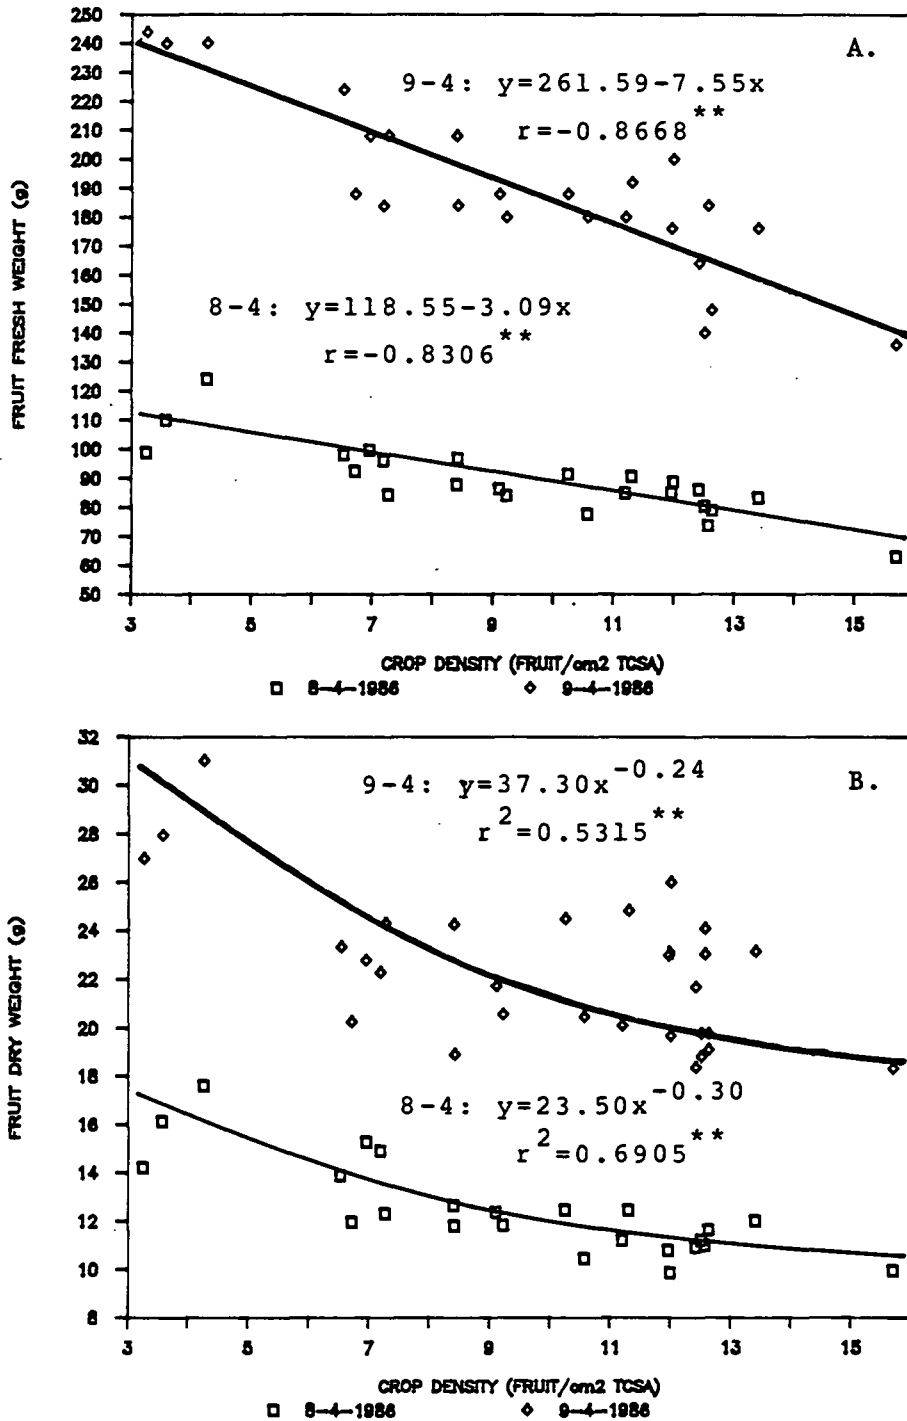 250
240
230
220
210
200
190
180
170
160
150
140
130
120
110
100
90
80
70
60
50
FRUIT FRESH WEIGHT (g)
A.
9-4: y=261.59-7.55x
r=-0.8668**
8-4: y=118.55-3.09x
r=-0.8306**
3 5 7 9 11 13 15
CROP DENSITY (FRUIT/cm2 TCSA)
8-4-1986 9-4-1986
32
30
28
26
24
22
20
18
16
14
12
10
8
FRUIT DRY WEIGHT (g)
B.
9-4: y=37.30x^-0.24
r^2=0.5315**
8-4: y=23.50x^-0.30
r^2=0.6905**
3 5 7 9 11 13 15
CROP DENSITY (FRUIT/cm2 TCSA)
8-4-1986 9-4-1986